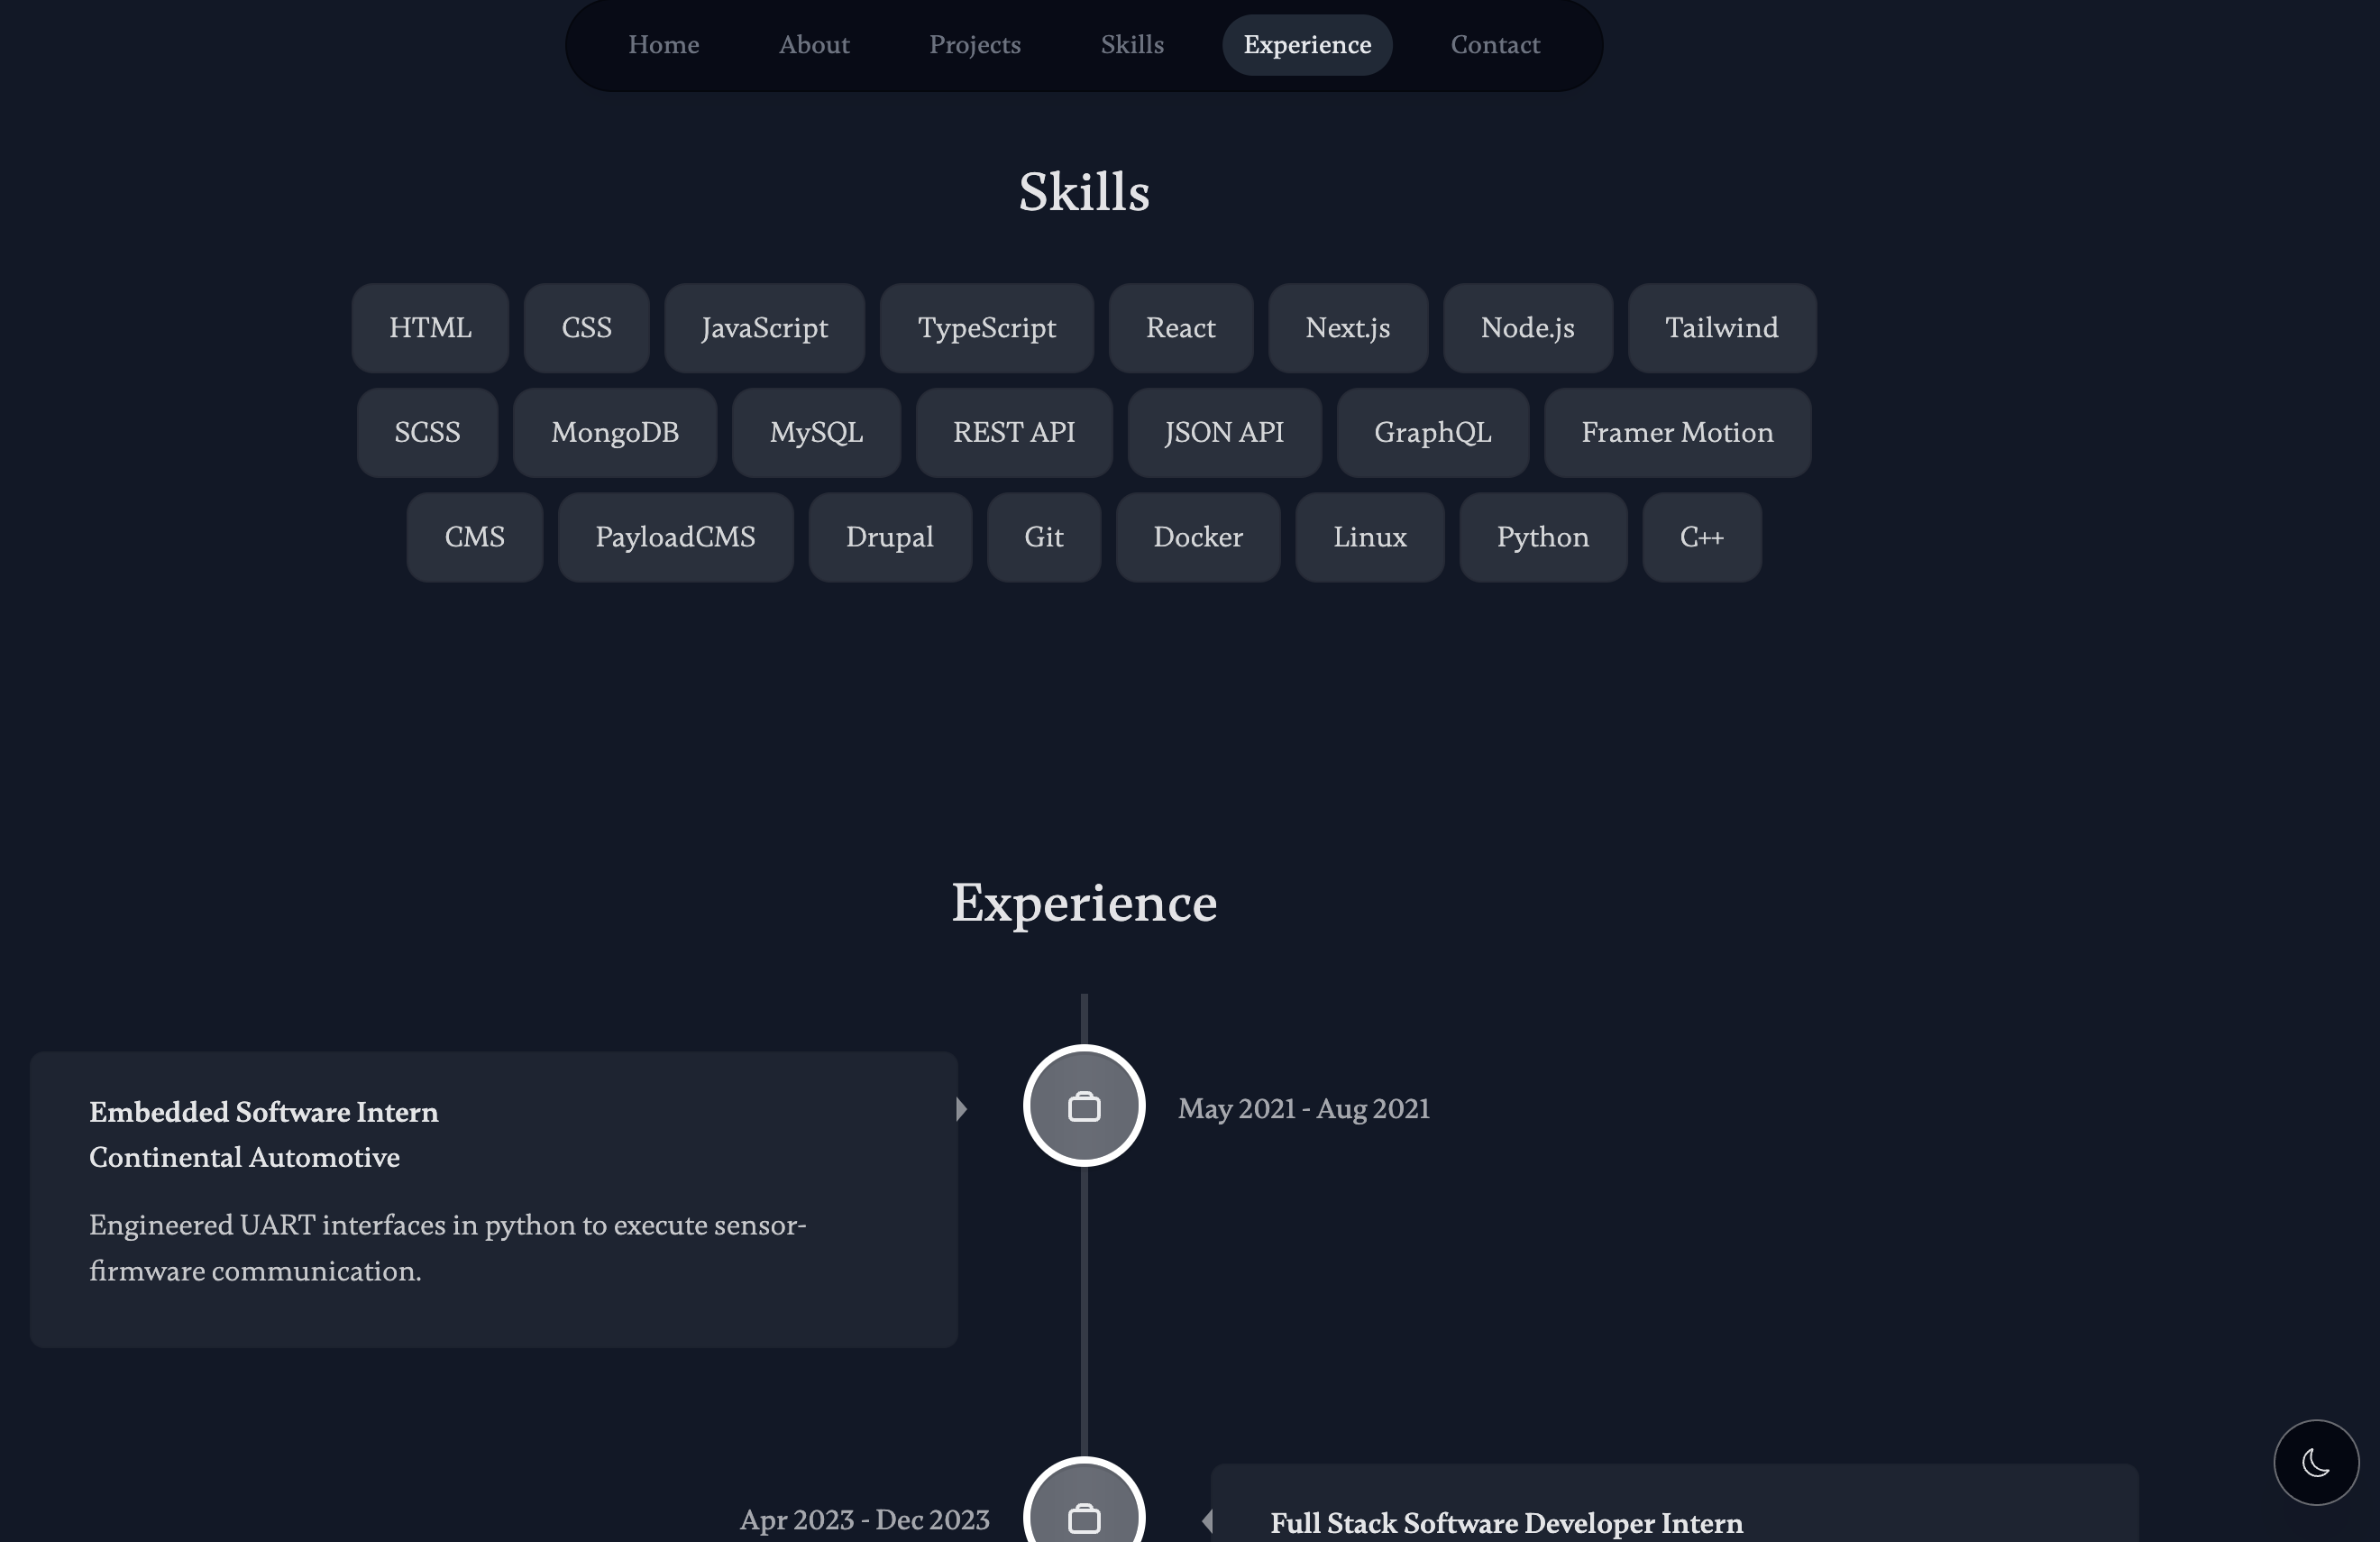 Home About Projects Skills Experience Contact
Skills
HTML CSS JavaScript TypeScript React Next.js Node.js Tailwind
SCSS MongoDB MySQL REST API JSON API GraphQL Framer Motion
CMS PayloadCMS Drupal Git Docker Linux Python C++
Experience
Embedded Software Intern
Continental Automotive
Engineered UART interfaces in python to execute sensor-
firmware communication.
May 2021 - Aug 2021
Apr 2023 - Dec 2023
Full Stack Software Developer Intern